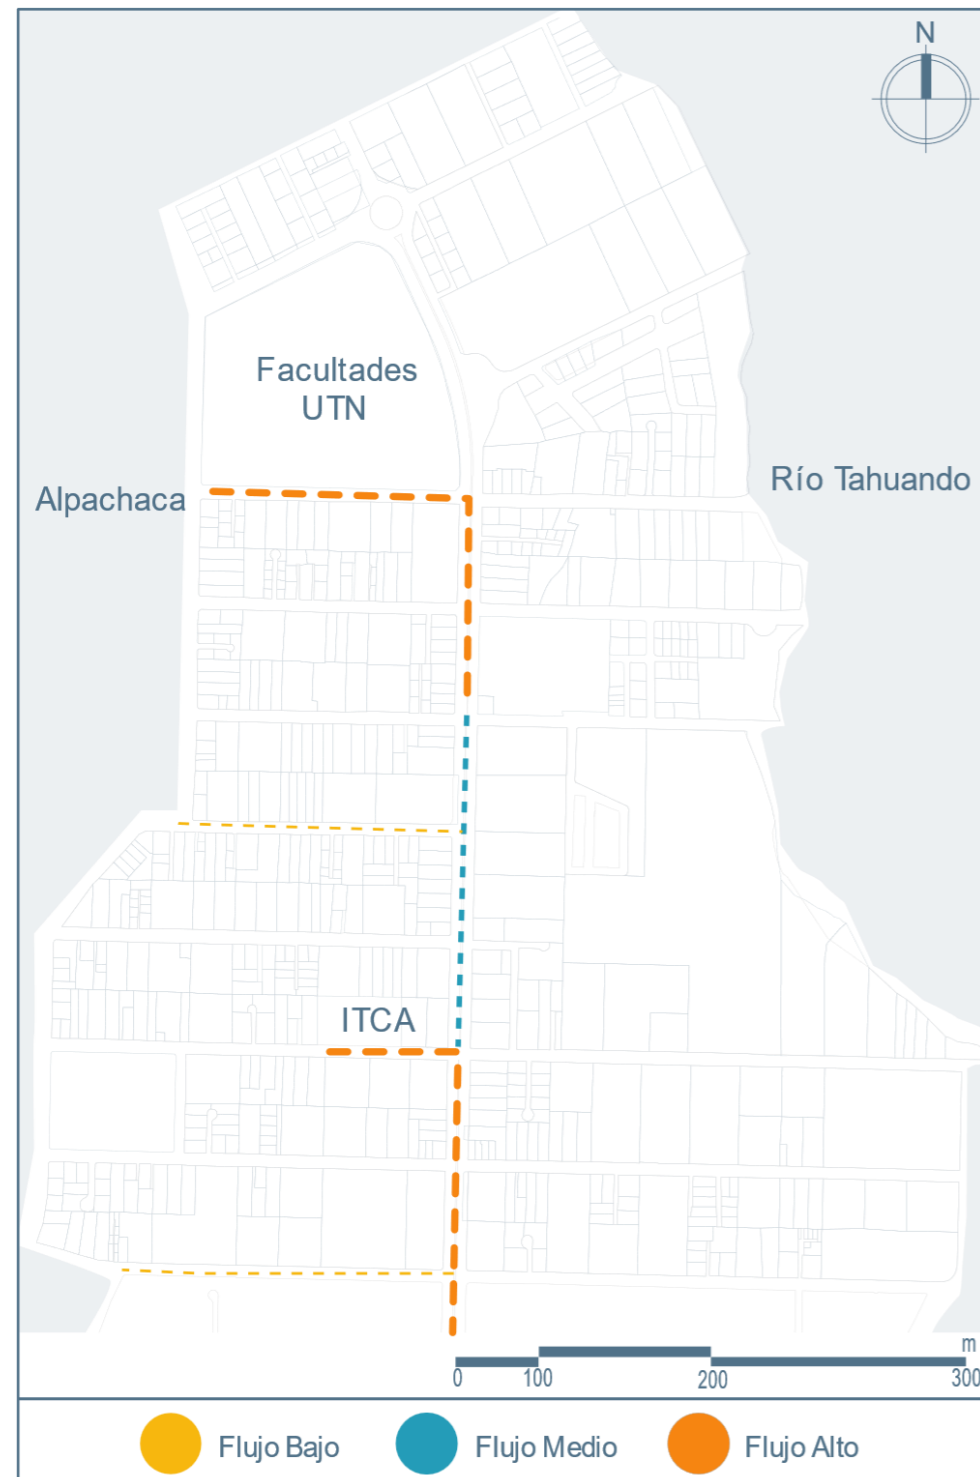 N
Facultades
UTN
Alpachaca
Río Tahuando
ITCA
m
0 100 200 300
Flujo Bajo Flujo Medio Flujo Alto